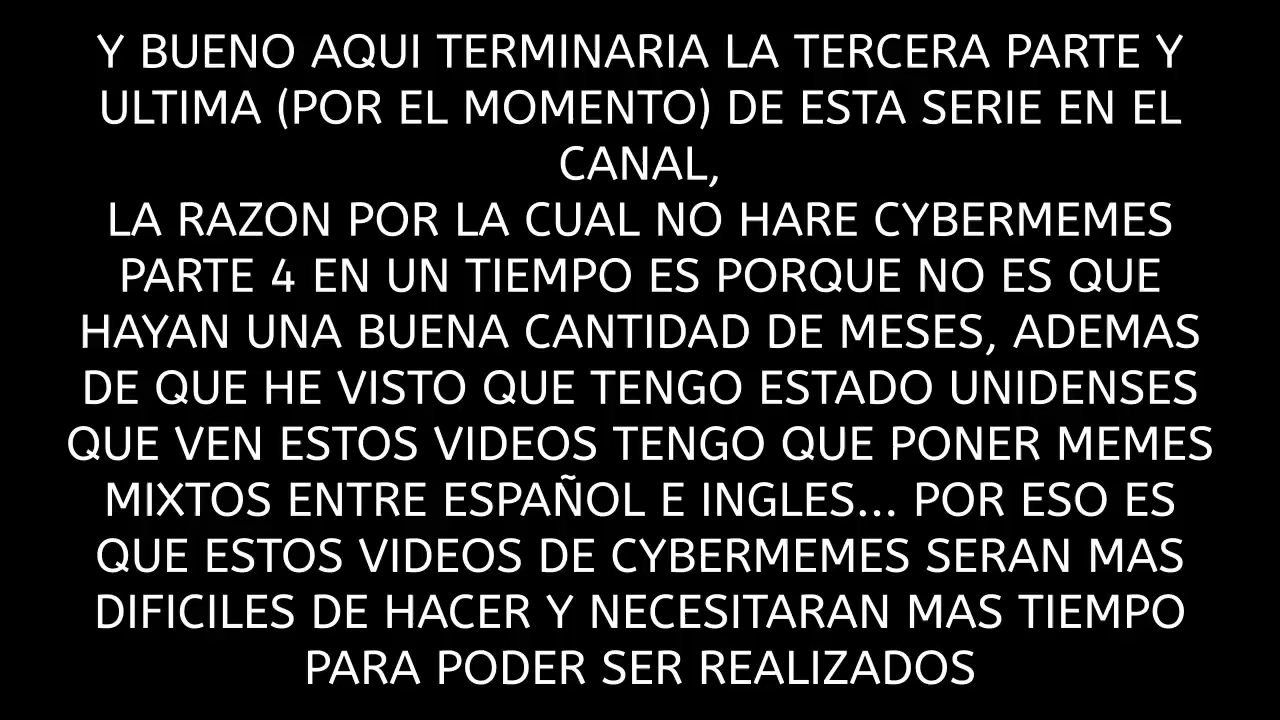 Y BUENO AQUI TERMINARIA LA TERCERA PARTE Y
ULTIMA (POR EL MOMENTO) DE ESTA SERIE EN EL
CANAL,
LA RAZON POR LA CUAL NO HARE CYBERMEMES
PARTE 4 EN UN TIEMPO ES PORQUE NO ES QUE
HAYAN UNA BUENA CANTIDAD DE MESES, ADEMAS
DE QUE HE VISTO QUE TENGO ESTADO UNIDENSES
QUE VEN ESTOS VIDEOS TENGO QUE PONER MEMES
MIXTOS ENTRE ESPAÑOL E INGLES... POR ESO ES
QUE ESTOS VIDEOS DE CYBERMEMES SERAN MAS
DIFICILES DE HACER Y NECESITARAN MAS TIEMPO
PARA PODER SER REALIZADOS